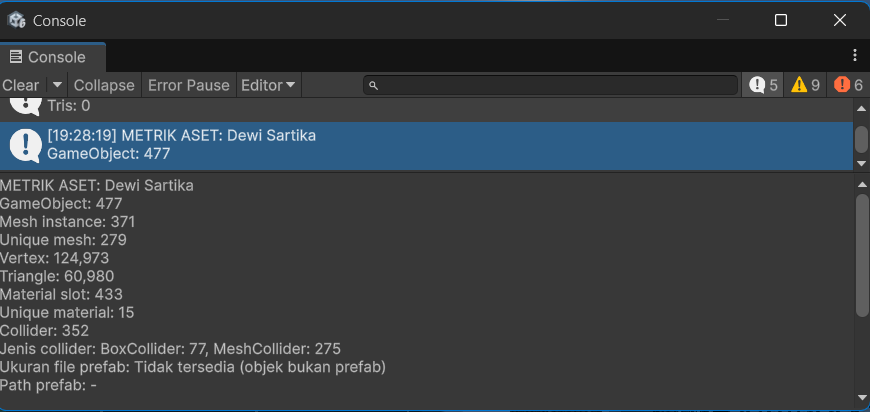 Console
Console
Clear Collapse Error Pause Editor 5 9 6
Tris: 0
[19:28:19] METRIK ASET: Dewi Sartika
GameObject: 477
METRIK ASET: Dewi Sartika
GameObject: 477
Mesh instance: 371
Unique mesh: 279
Vertex: 124,973
Triangle: 60,980
Material slot: 433
Unique material: 15
Collider: 352
Jenis collider: BoxCollider: 77, MeshCollider: 275
Ukuran file prefab: Tidak tersedia (objek bukan prefab)
Path prefab: -